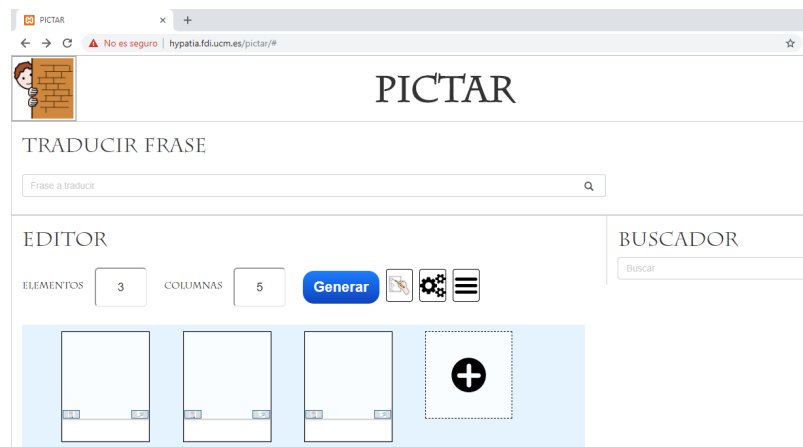 PICTAR
No es seguro | hypatia.fdi.ucm.es/pictar/#
PICTAR
TRADUCIR FRASE
Frase a traducir
EDITOR
ELEMENTOS 3 COLUMNAS 5 Generar
BUSCADOR
Buscar